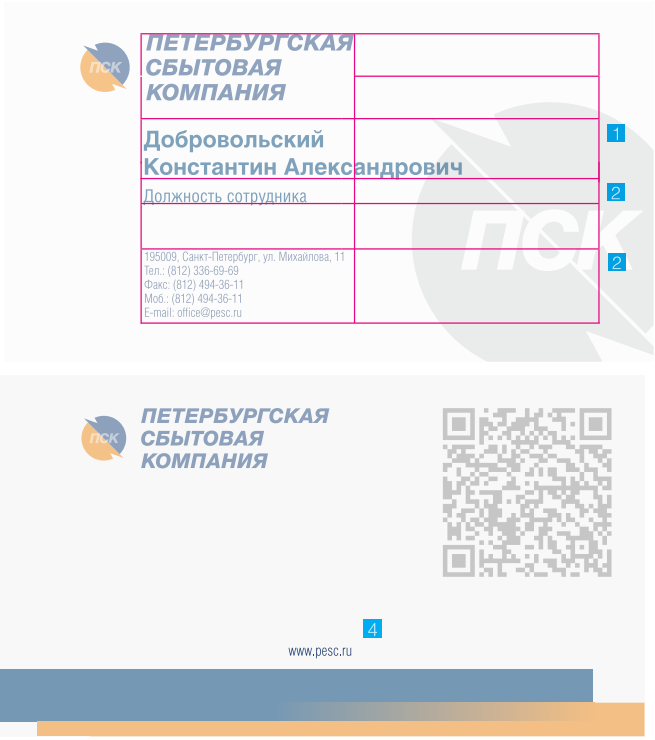 ПСК
ПЕТЕРБУРГСКАЯ
СБЫТОВАЯ
КОМПАНИЯ
Добровольский
Константин Александрович
1
Должность сотрудника
2
ПСК
195009, Санкт-Петербург, ул. Михайлова, 11
2
Тел.: (812) 336-69-69
Факс: (812) 494-36-11
Моб.: (812) 494-36-11
E-mail: office@pesc.ru
ПСК
ПЕТЕРБУРГСКАЯ
СБЫТОВАЯ
КОМПАНИЯ
4
www.pesc.ru